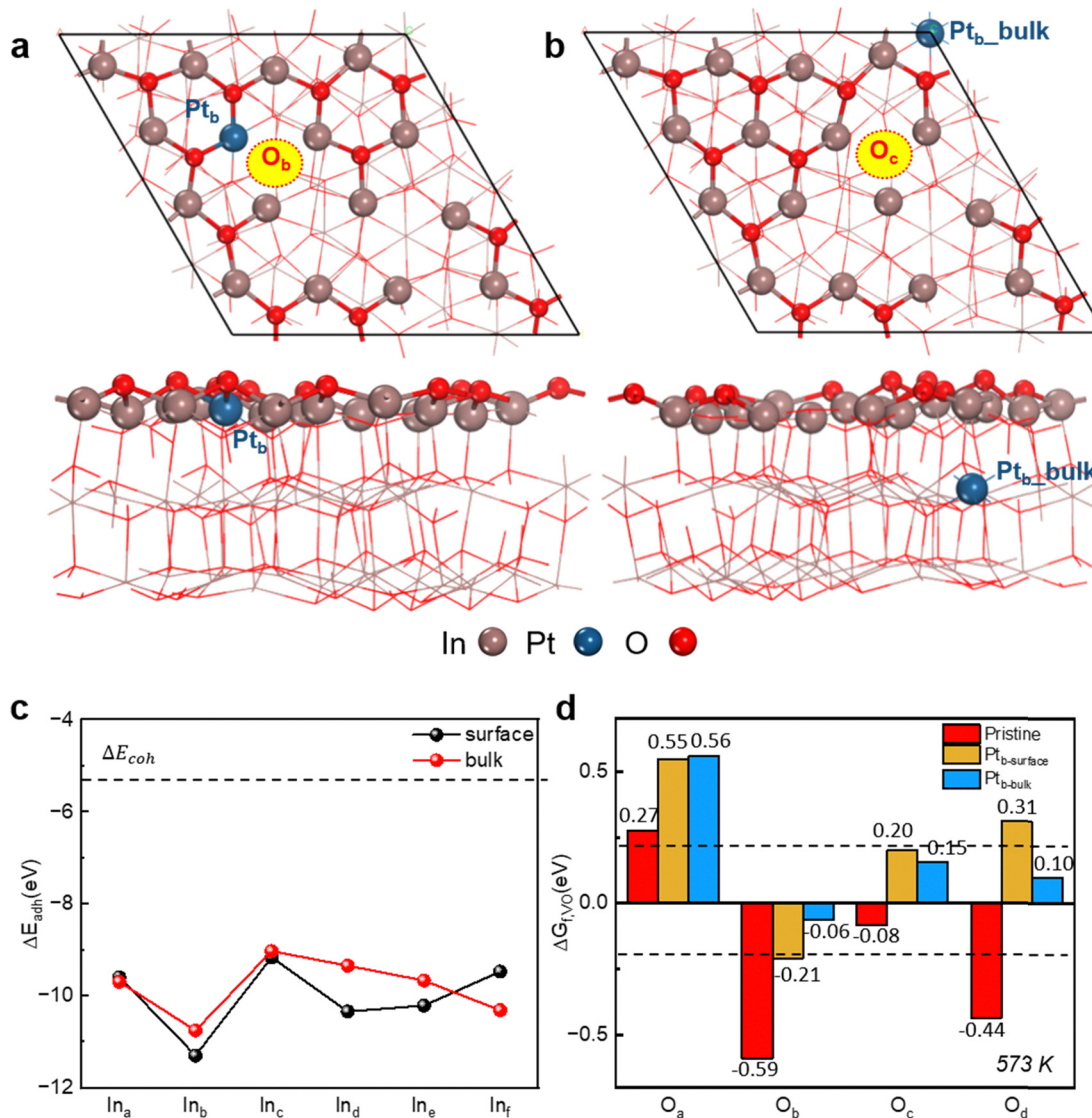 a
Pt_b
O_b
b
Pt_b_bulk
O_c
Pt_b
Pt_b_bulk
In Pt O
c
ΔE_adh(eV)
−4
−6
−8
−10
−12
ΔE_coh
surface
bulk
In_a In_b In_c In_d In_e In_f
d
ΔG_f,VO(eV)
0.5
0.0
−0.5
Pristine
Pt_b-surface
Pt_b-bulk
0.27
0.55
0.56
-0.59
-0.21
-0.06
-0.08
0.20
0.15
-0.44
0.31
0.10
573 K
O_a O_b O_c O_d